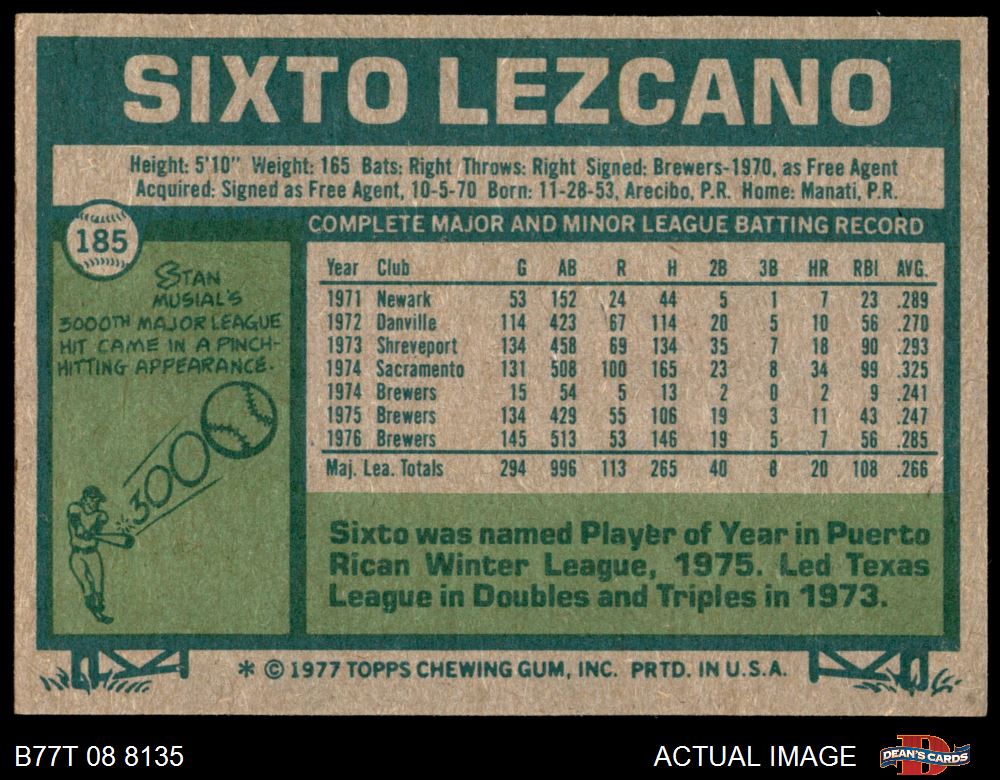 SIXTO LEZCANO
Height: 5'10" Weight: 165 Bats: Right Throws: Right Signed: Brewers-1970, as Free Agent
Acquired: Signed as Free Agent, 10-5-70 Born: 11-28-53, Arecibo, P.R. Home: Manati, P.R.
185
STAN
MUSIAL'S
3000TH MAJOR LEAGUE
HIT CAME IN A PINCH-
HITTING APPEARANCE.
3000
COMPLETE MAJOR AND MINOR LEAGUE BATTING RECORD
Year Club G AB R H 2B 3B HR RBI AVG.
1971 Newark 53 152 24 44 5 1 7 23 .289
1972 Danville 114 423 67 114 20 5 10 56 .270
1973 Shreveport 134 458 69 134 35 7 18 90 .293
1974 Sacramento 131 508 100 165 23 8 34 99 .325
1974 Brewers 15 54 5 13 2 0 2 9 .241
1975 Brewers 134 429 55 106 19 3 11 43 .247
1976 Brewers 145 513 53 146 19 5 7 56 .285
Maj. Lea. Totals 294 996 113 265 40 8 20 108 .266
Sixto was named Player of Year in Puerto
Rican Winter League, 1975. Led Texas
League in Doubles and Triples in 1973.
* © 1977 TOPPS CHEWING GUM, INC. PRTD. IN U.S.A.
B77T 08 8135
ACTUAL IMAGE
D
DEAN'S CARDS